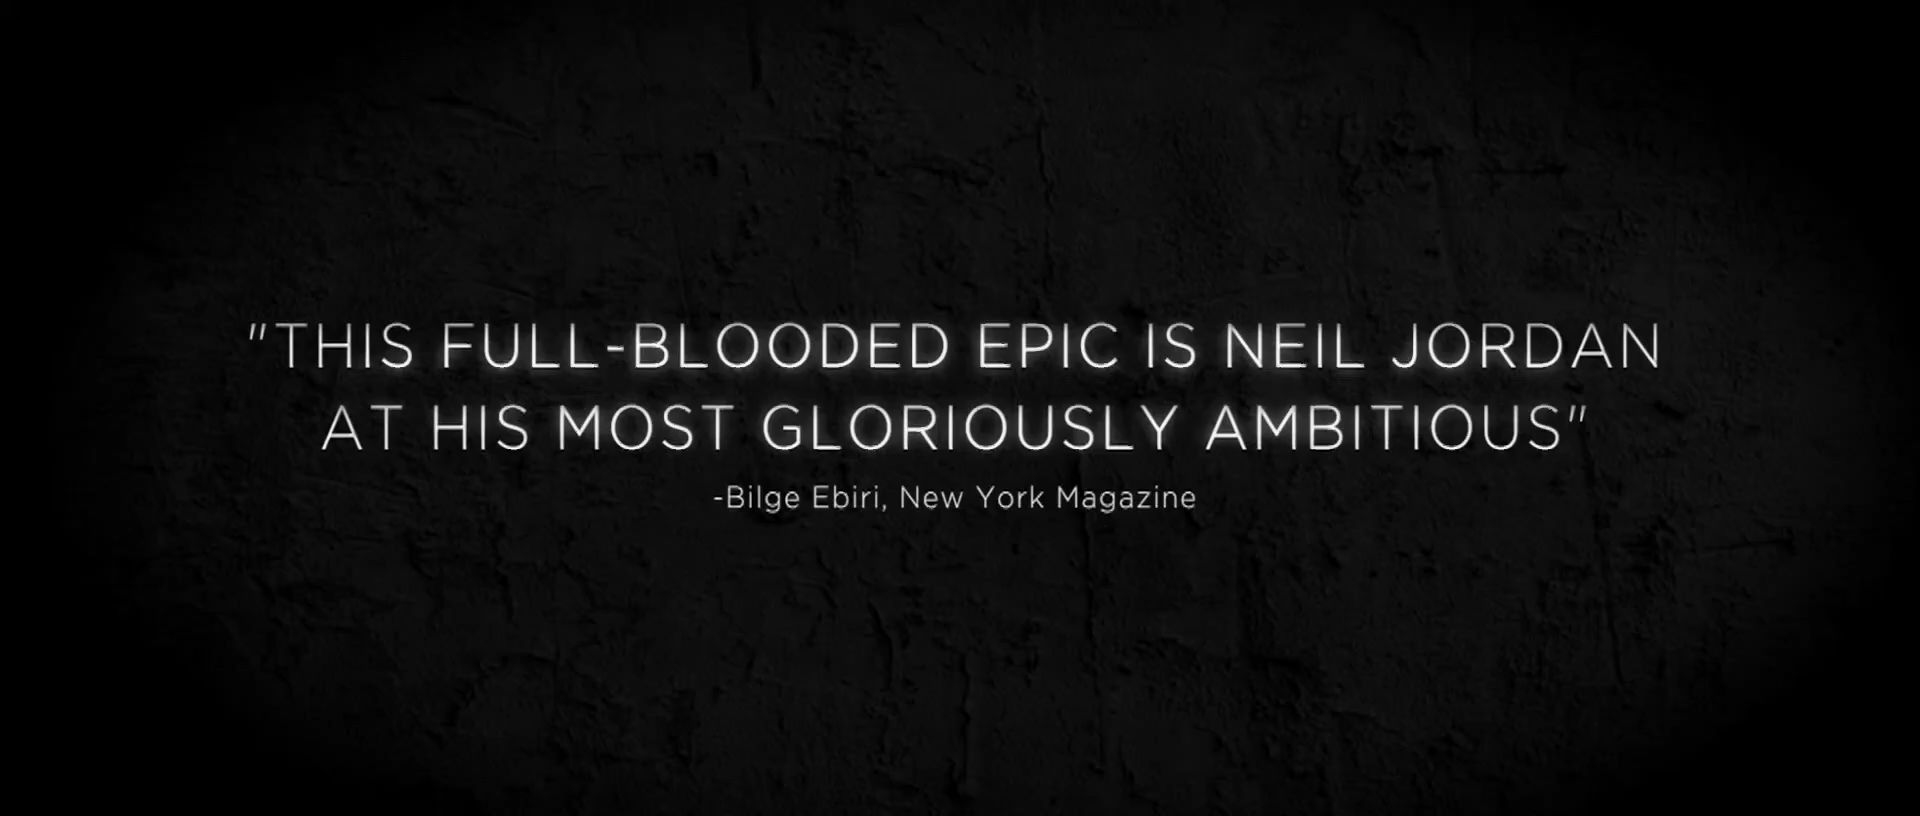 "THIS FULL-BLOODED EPIC IS NEIL JORDAN
AT HIS MOST GLORIOUSLY AMBITIOUS"
-Bilge Ebiri, New York Magazine